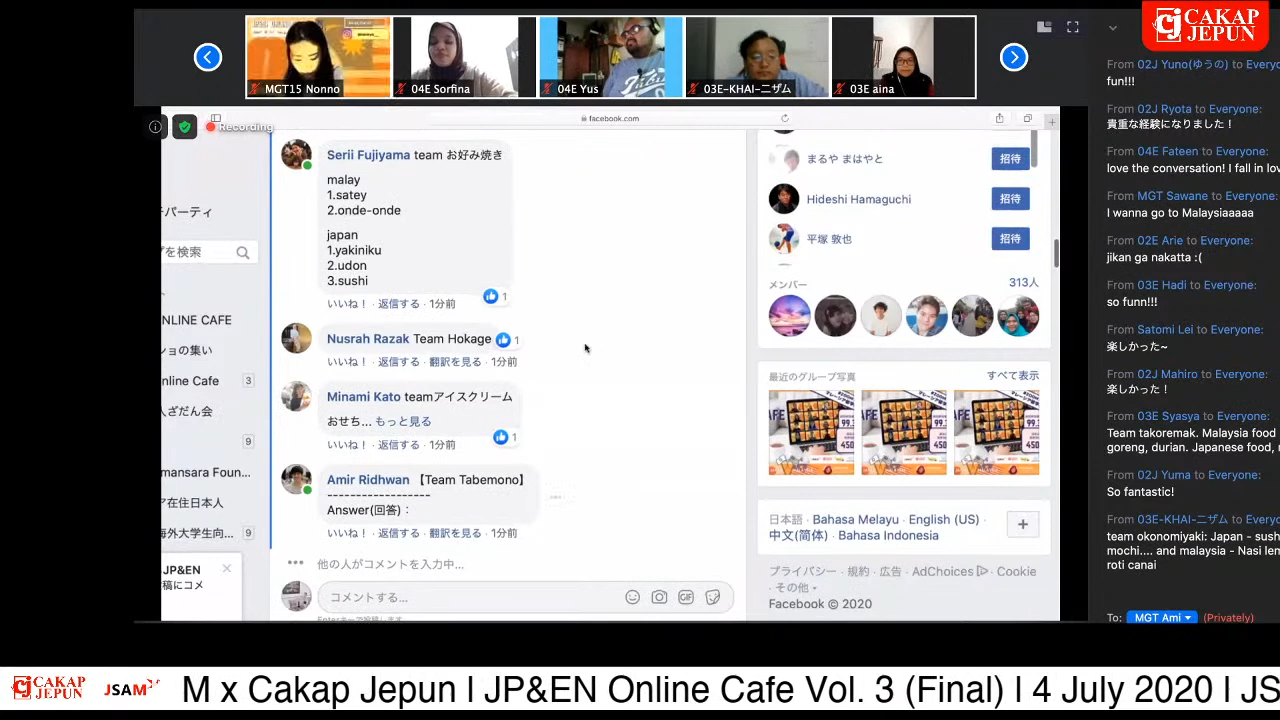 CAKAP
JEPUN
MGT15 Nonno
04E Sorfina
04E Yus
03E-KHAI-二ザム
03E aina
Recording
facebook.com
Serii Fujiyama team お好み焼き
malay
1.satey
2.onde-onde
japan
1.yakiniku
2.udon
3.sushi
いいね！ · 返信する · 1分前
1
Nusrah Razak Team Hokage
1
いいね！ · 返信する · 翻訳を見る · 1分前
Minami Kato teamアイスクリーム
おせち... もっと見る
いいね！ · 返信する · 1分前
1
Amir Ridhwan 【Team Tabemono】
------------------
Answer(回答)：
いいね！ · 返信する · 翻訳を見る · 1分前
他の人がコメントを入力中...
コメントする...
GIF
パーティ
を検索
NLINE CAFE
ショの集い
nline Cafe
3
ざだん会
9
mansara Foun...
ア在住日本人
海外大学生向...
9
JP&EN
稿にコメ
まるや まはやと
招待
Hideshi Hamaguchi
招待
平塚 敦也
招待
メンバー
313人
最近のグループ写真
すべて表示
日本語 · Bahasa Melayu · English (US) ·
中文(简体) · Bahasa Indonesia
プライバシー · 規約 · 広告 · AdChoices · Cookie
· その他
Facebook © 2020
From 02J Yuno(ゆうの) to Everyo
fun!!!
From 02J Ryota to Everyone:
貴重な経験になりました！
From 04E Fateen to Everyone:
love the conversation! I fall in lov
From MGT Sawane to Everyone:
I wanna go to Malaysiaaaaa
From 02E Arie to Everyone:
jikan ga nakatta :(
From 03E Hadi to Everyone:
so funn!!!
From Satomi Lei to Everyone:
楽しかった~
From 02J Mahiro to Everyone:
楽しかった！
From 03E Syasya to Everyone:
Team takoremak. Malaysia food
goreng, durian. Japanese food,
From 02J Yuma to Everyone:
So fantastic!
From 03E-KHAI-二ザム to Everyo
team okonomiyaki: Japan - sush
mochi.... and malaysia - Nasi len
roti canai
To: MGT Ami (Privately)
CAKAP
JEPUN
JSAM
M x Cakap Jepun | JP&EN Online Cafe Vol. 3 (Final) | 4 July 2020 | JS